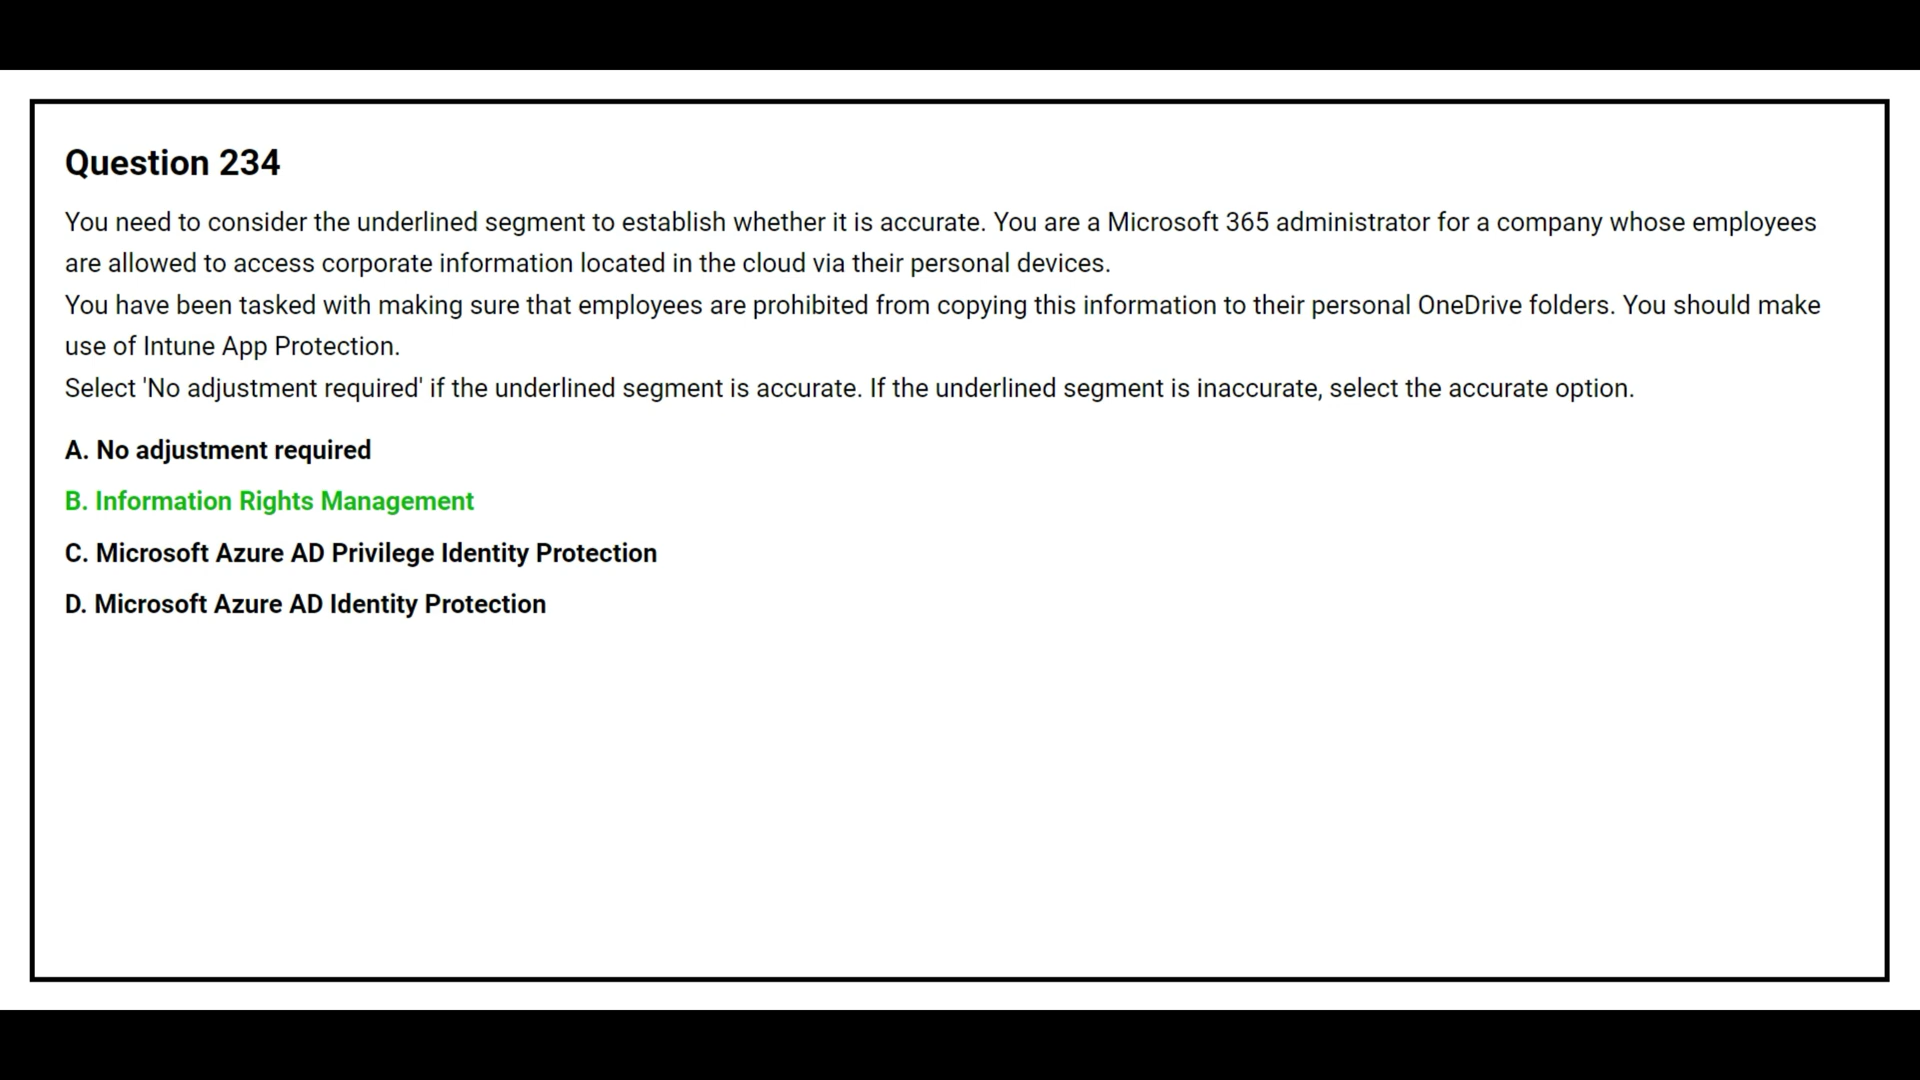 Question 234
You need to consider the underlined segment to establish whether it is accurate. You are a Microsoft 365 administrator for a company whose employees
are allowed to access corporate information located in the cloud via their personal devices.
You have been tasked with making sure that employees are prohibited from copying this information to their personal OneDrive folders. You should make
use of Intune App Protection.
Select 'No adjustment required' if the underlined segment is accurate. If the underlined segment is inaccurate, select the accurate option.
A. No adjustment required
B. Information Rights Management
C. Microsoft Azure AD Privilege Identity Protection
D. Microsoft Azure AD Identity Protection